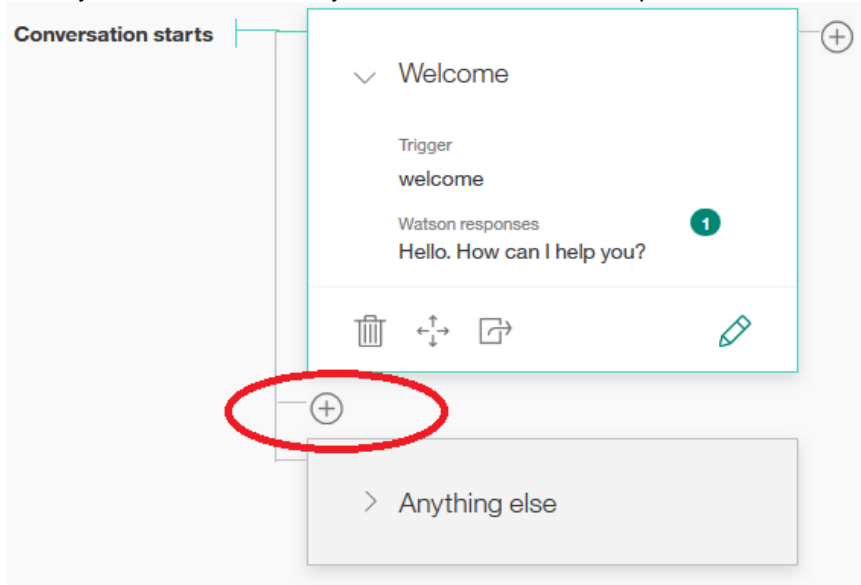 Conversation starts
Welcome
Trigger
welcome
Watson responses
1
Hello. How can I help you?
Anything else